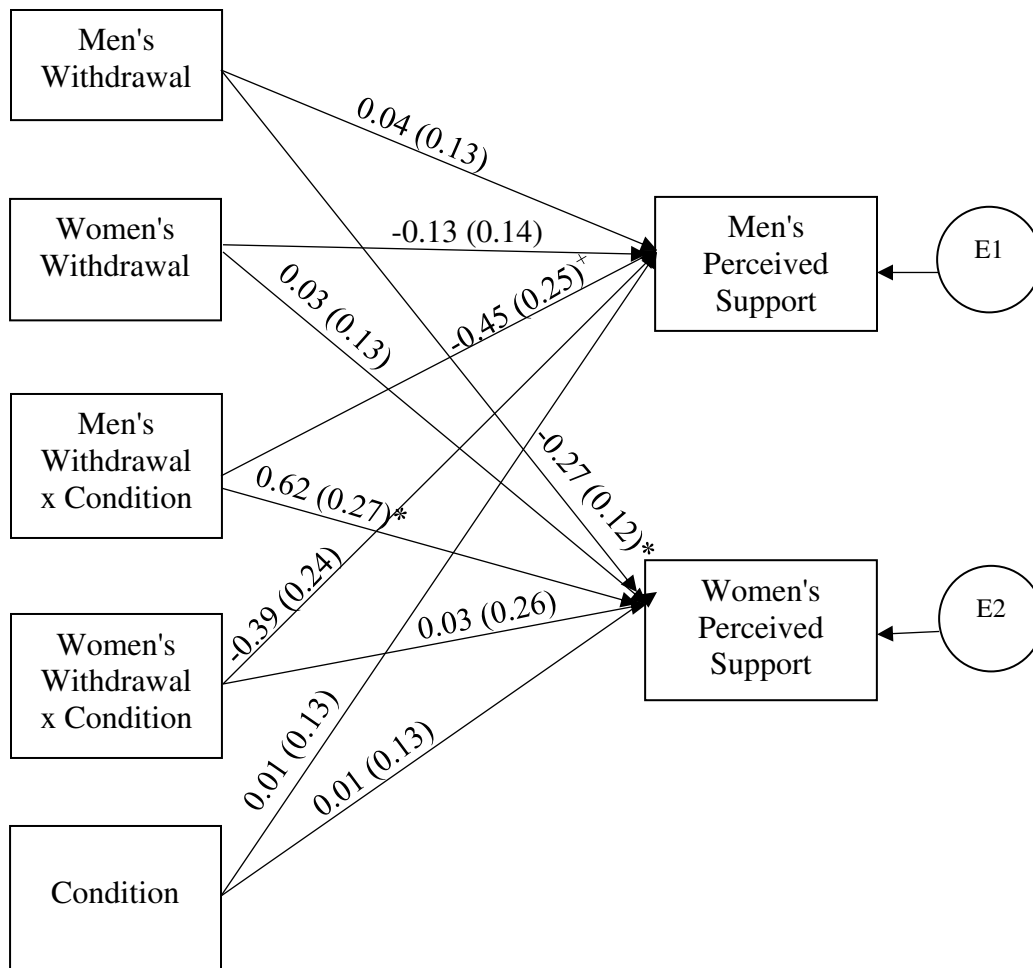 Men's
Withdrawal
0.04 (0.13)
Women's
Withdrawal
-0.13 (0.14)
0.03 (0.13)
Men's
Perceived
Support
E1
-0.45 (0.25)⁺
Men's
Withdrawal
x Condition
-0.27 (0.12)*
0.62 (0.27)*
Women's
Withdrawal
x Condition
-0.39 (0.24)
0.03 (0.26)
Women's
Perceived
Support
E2
0.01 (0.13)
0.01 (0.13)
Condition